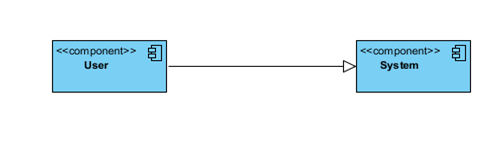 <<component>>
User
<<component>>
System